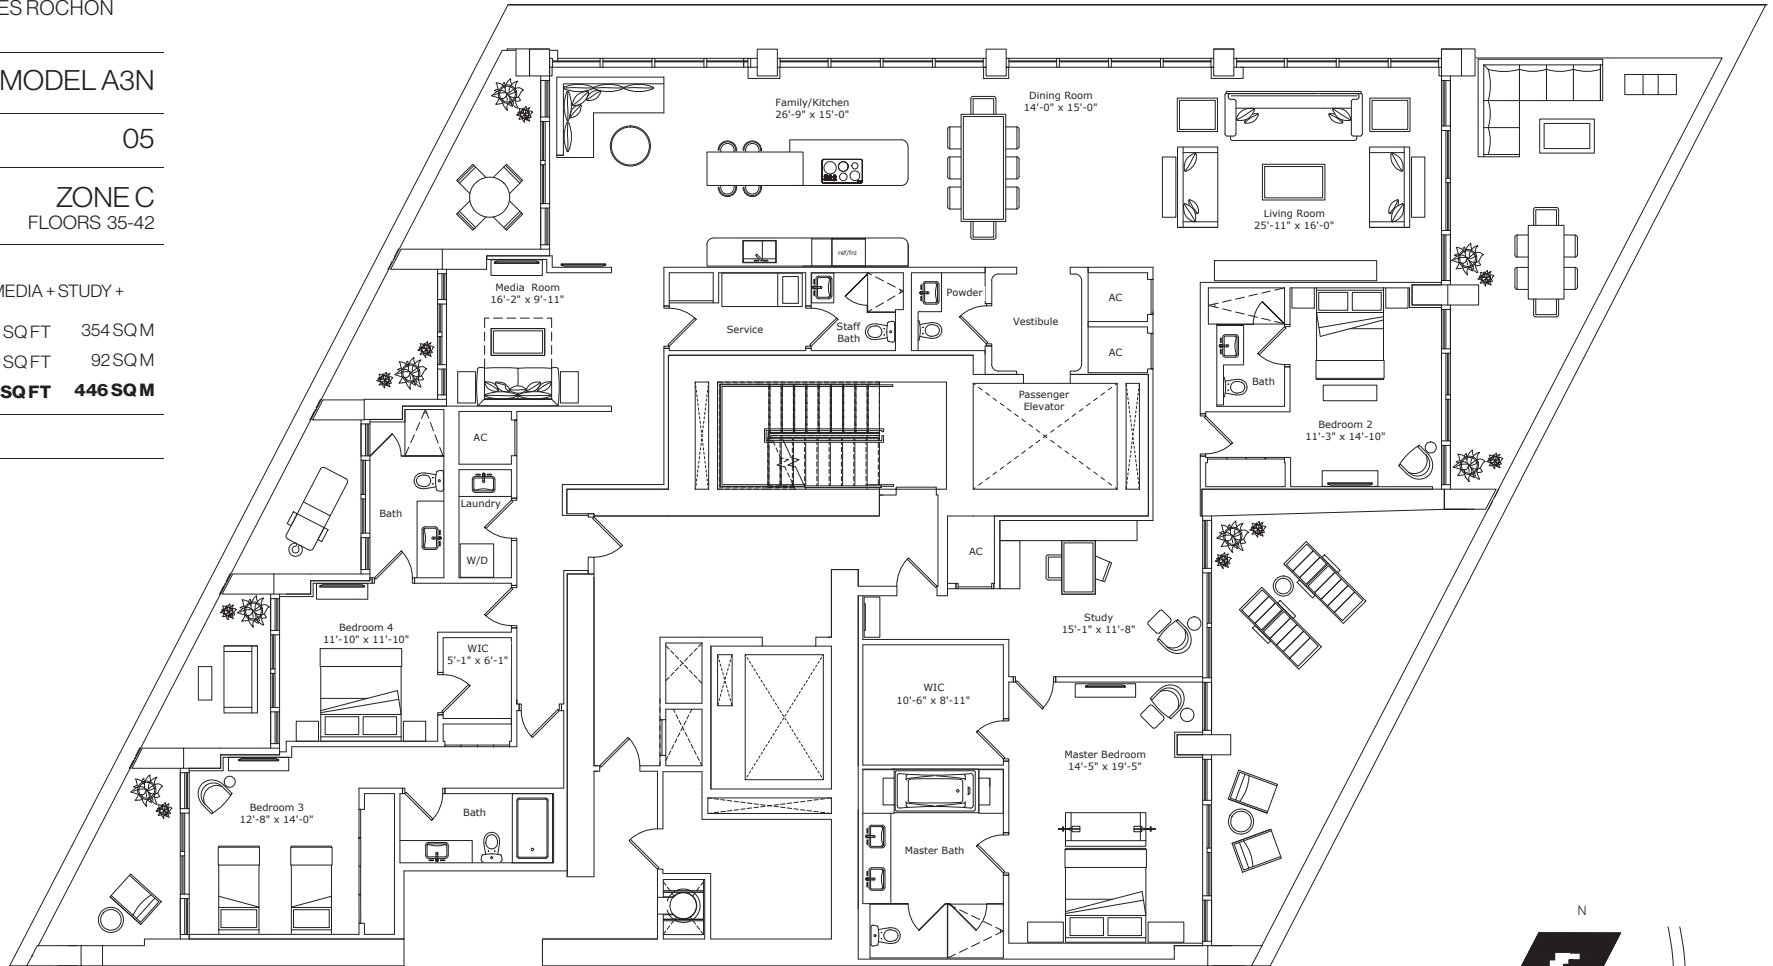 ES ROCHON
MODEL A3N
05
ZONE C
FLOORS 35-42
MEDIA + STUDY +
SQ FT 354 SQ M
SQ FT 92 SQ M
SQ FT 446 SQ M
Family/Kitchen
26'-9" x 15'-0"
Dining Room
14'-0" x 15'-0"
Living Room
25'-11" x 16'-0"
ref/frz
Media Room
16'-2" x 9'-11"
Service
Staff
Bath
Powder
Vestibule
AC
AC
Passenger
Elevator
Bath
Bedroom 2
11'-3" x 14'-10"
AC
Laundry
Bath
W/D
AC
Study
15'-1" x 11'-8"
Bedroom 4
11'-10" x 11'-10"
WIC
5'-1" x 6'-1"
WIC
10'-6" x 8'-11"
Master Bedroom
14'-5" x 19'-5"
Bedroom 3
12'-8" x 14'-0"
Bath
Master Bath
N